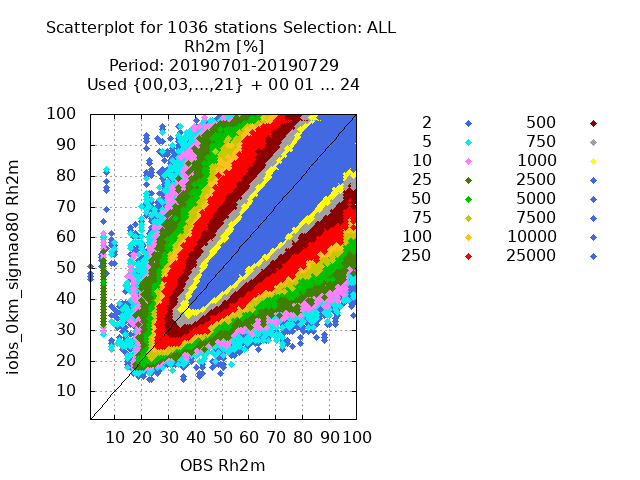 Scatterplot for 1036 stations Selection: ALL
Rh2m [%]
Period: 20190701-20190729
Used {00,03,...,21} + 00 01 ... 24
100
90
80
70
60
50
40
30
20
10
10 20 30 40 50 60 70 80 90 100
iobs_0km_sigmao80 Rh2m
OBS Rh2m
2 500
5 750
10 1000
25 2500
50 5000
75 7500
100 10000
250 25000